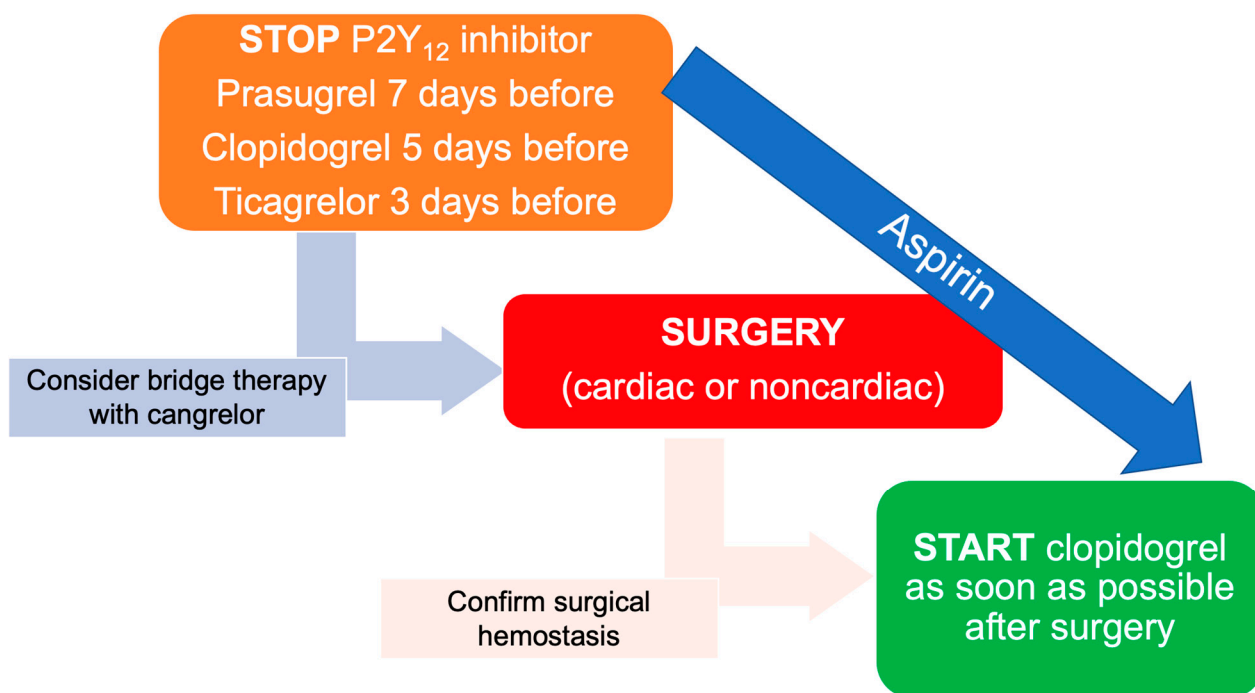 STOP P2Y₁₂ inhibitor
Prasugrel 7 days before
Clopidogrel 5 days before
Ticagrelor 3 days before
Aspirin
Consider bridge therapy
with cangrelor
SURGERY
(cardiac or noncardiac)
Confirm surgical
hemostasis
START clopidogrel
as soon as possible
after surgery